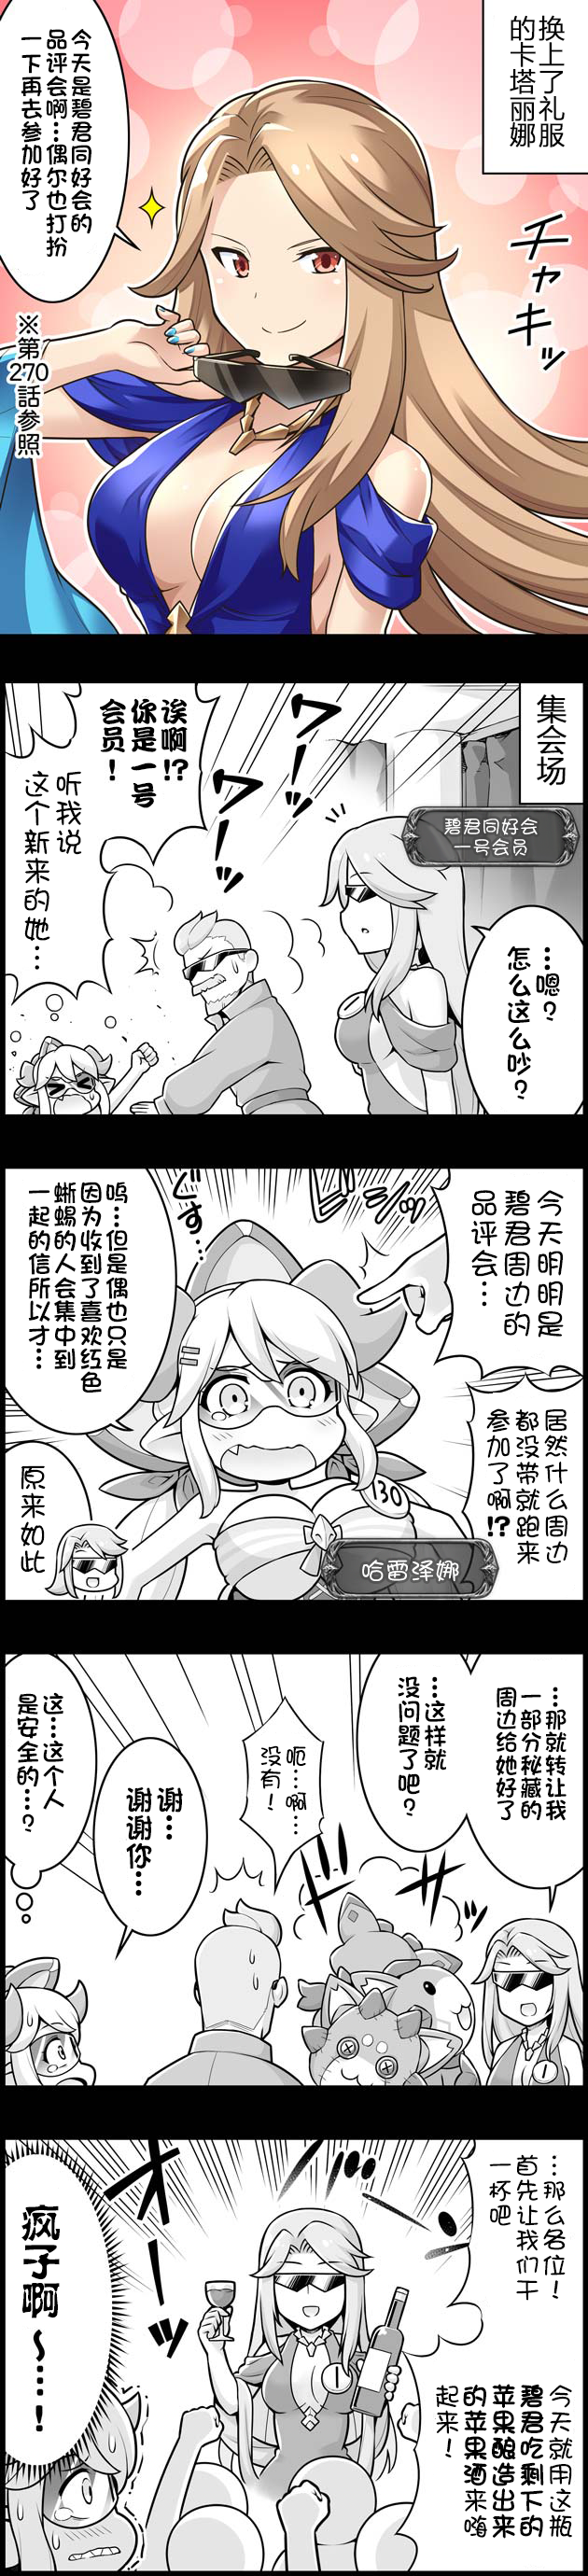 换上了礼服
的卡塔丽娜
今天是碧君同好会的
品评会啊…偶尔也打扮
一下再去参加好了
チャキッ
※第270話参照
集会场
碧君同好会
一号会员
…嗯?
怎么这么吵?
ワーッ
ワーッ
诶啊!?
你是一号
会员!
听我说
这个新来的她…
今天明明是
碧君周边的
品评会…
居然什么周边
都没带就跑来
参加了啊!?
ぐす…
呜…但是偶也只是
因为收到了喜欢红色
蜥蜴的人会集中到
一起的信所以才…
130
哈雷泽娜
原来如此
…那就转让我
一部分秘藏的
周边给她好了
…这样就
没问题了吧?
呃…啊…
没有!
谢…
谢谢你…
这…这个人
是安全的…?
1
…那么各位!
首先让我们干
一杯吧
今天就用这瓶
碧君吃剩下的
苹果酿造出来
的苹果酒来嗨
起来!
1
疯子啊
～…!